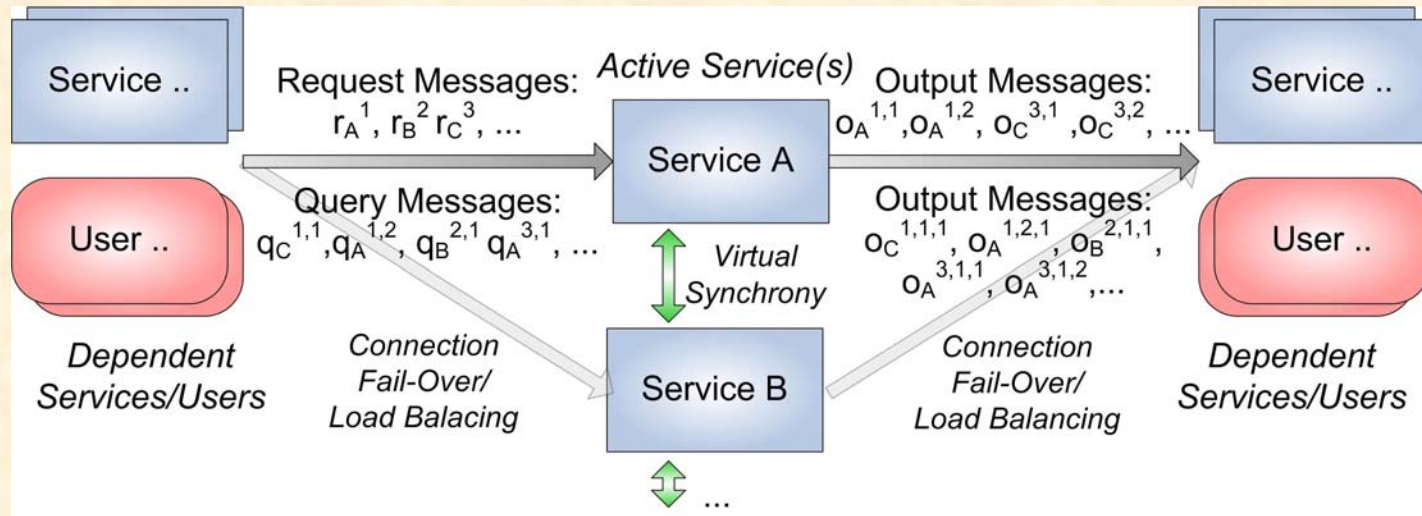 Service ..
Request Messages:
r_A^1, r_B^2 r_C^3, ...
Active Service(s)
Output Messages:
o_A^{1,1},o_A^{1,2}, o_C^{3,1} ,o_C^{3,2}, ...
Service ..
Service A
User ..
Query Messages:
q_C^{1,1},q_A^{1,2}, q_B^{2,1} q_A^{3,1}, ...
Virtual
Synchrony
Output Messages:
o_C^{1,1,1}, o_A^{1,2,1}, o_B^{2,1,1},
o_A^{3,1,1}, o_A^{3,1,2},...
User ..
Dependent
Services/Users
Connection
Fail-Over/
Load Balacing
Service B
Connection
Fail-Over/
Load Balancing
Dependent
Services/Users
...